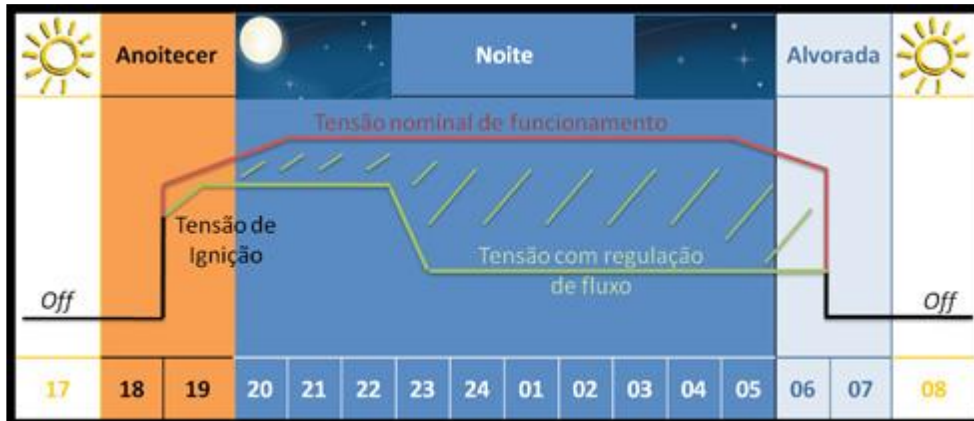 Anoitecer
Noite
Alvorada
Tensão nominal de funcionamento
Tensão de
Ignição
Tensão com regulação
de fluxo
Off
Off
17 18 19 20 21 22 23 24 01 02 03 04 05 06 07 08